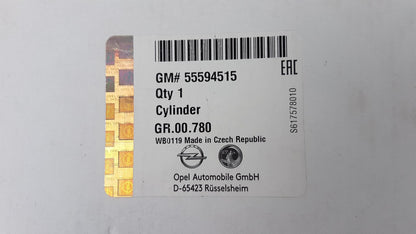 GM# 55594515
Qty 1
Cylinder
GR.00.780
WB0119 Made in Czech Republic
Opel Automobile GmbH
D-65423 Rüsselsheim
EAC
S617578010